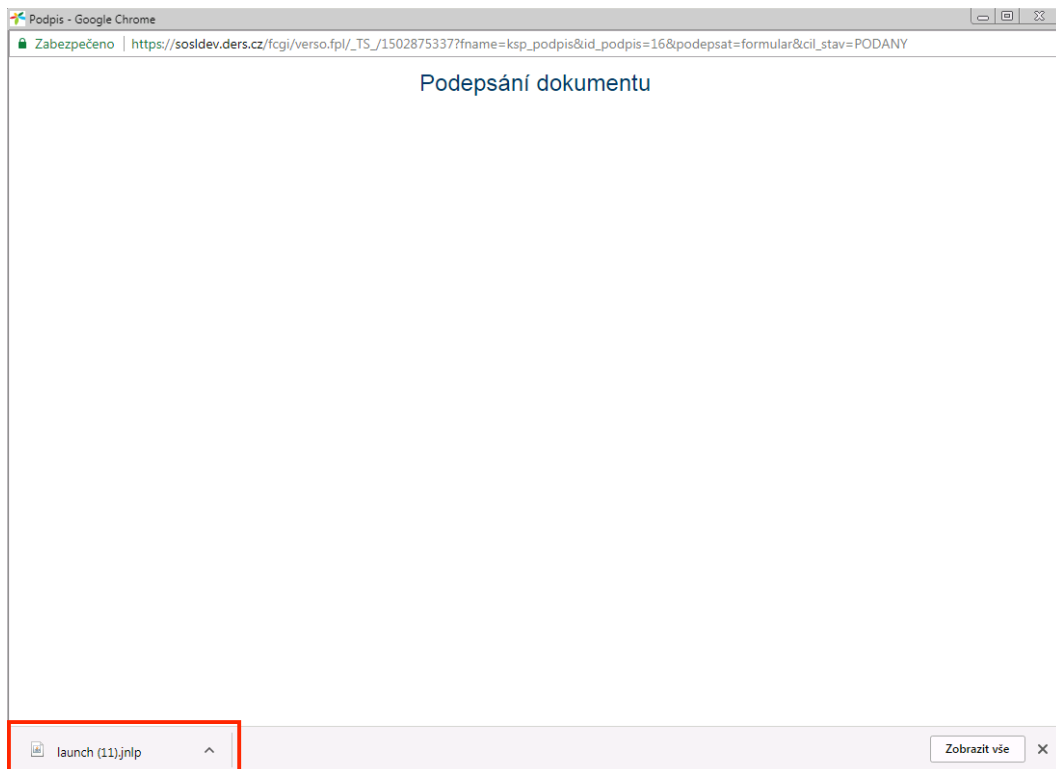 Podpis - Google Chrome
Zabezpečeno | https://sosldev.ders.cz/fcgi/verso.fpl/_TS_/1502875337?fname=ksp_podpis&id_podpis=16&podepsat=formular&cil_stav=PODANY
Podepsání dokumentu
launch (11).jnlp
Zobrazit vše